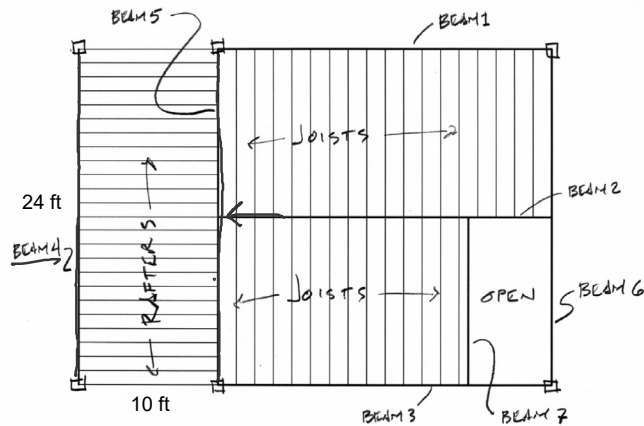 BEAM 5
BEAM 1
JOISTS
BEAM 2
24 ft
BEAM 4
RAFTERS
JOISTS
OPEN
BEAM 6
10 ft
BEAM 3
BEAM 7